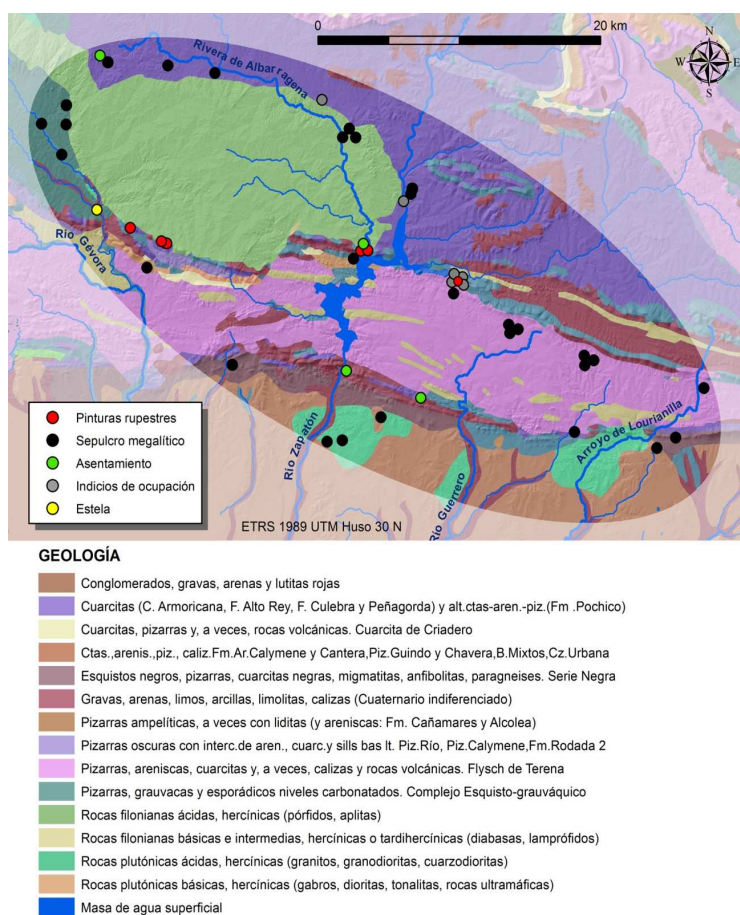 0
20 km
N
W
E
S
Rivera de Albarragena
Río Gévora
Río Zapatón
Río Guerrero
Arroyo de Lourianilla
Pinturas rupestres
Sepulcro megalítico
Asentamiento
Indicios de ocupación
Estela
ETRS 1989 UTM Huso 30 N
GEOLOGÍA
Conglomerados, gravas, arenas y lutitas rojas
Cuarcitas (C. Armoricana, F. Alto Rey, F. Culebra y Peñagorda) y alt.ctas-aren.-piz.(Fm .Pochico)
Cuarcitas, pizarras y, a veces, rocas volcánicas. Cuarcita de Criadero
Ctas.,arenis.,piz., caliz.Fm.Ar.Calymene y Cantera,Piz.Guindo y Chavera,B.Mixtos,Cz.Urbana
Esquistos negros, pizarras, cuarcitas negras, migmatitas, anfibolitas, paragneises. Serie Negra
Gravas, arenas, limos, arcillas, limolitas, calizas (Cuaternario indiferenciado)
Pizarras ampelíticas, a veces con liditas (y areniscas: Fm. Cañamares y Alcolea)
Pizarras oscuras con interc.de aren., cuarc.y sills bas lt. Piz.Río, Piz.Calymene,Fm.Rodada 2
Pizarras, areniscas, cuarcitas y, a veces, calizas y rocas volcánicas. Flysch de Terena
Pizarras, grauvacas y esporádicos niveles carbonatados. Complejo Esquisto-grauváquico
Rocas filonianas ácidas, hercínicas (pórfidos, aplitas)
Rocas filonianas básicas e intermedias, hercínicas o tardihercínicas (diabasas, lamprófidos)
Rocas plutónicas ácidas, hercínicas (granitos, granodioritas, cuarzodioritas)
Rocas plutónicas básicas, hercínicas (gabros, dioritas, tonalitas, rocas ultramáficas)
Masa de agua superficial